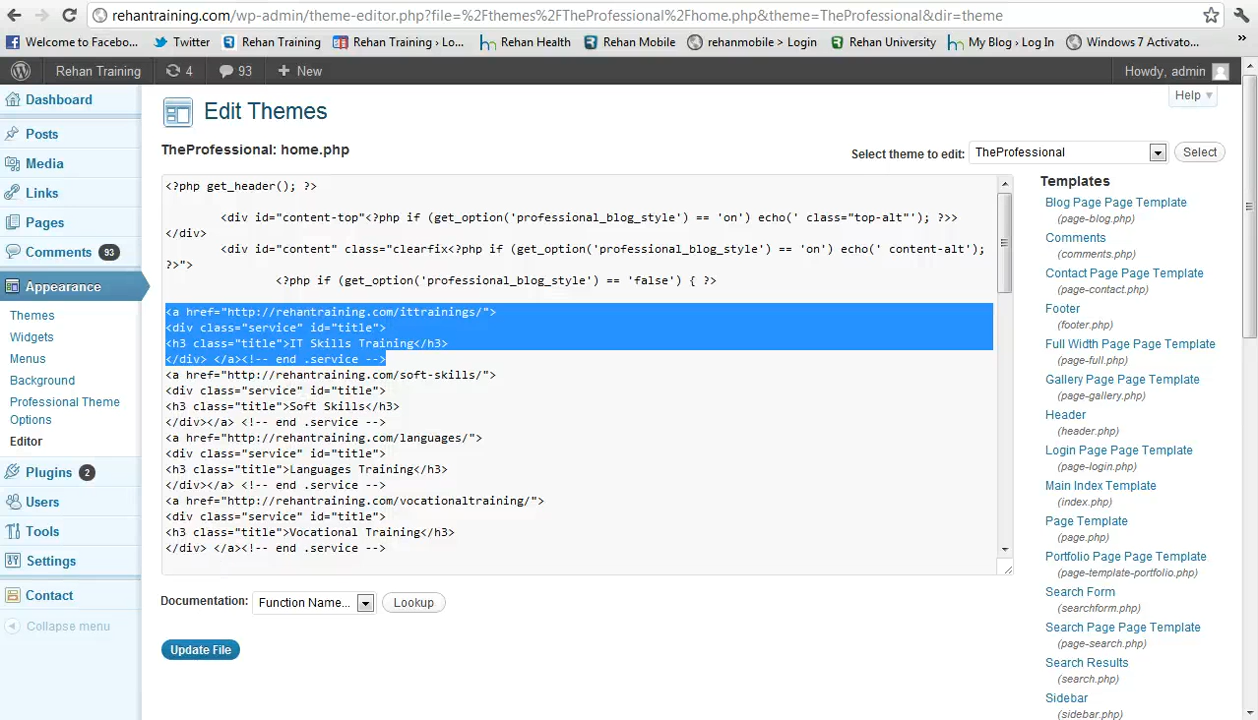 rehantraining.com/wp-admin/theme-editor.php?file=%2Fthemes%2FTheProfessional%2Fhome.php&theme=TheProfessional&dir=theme
Welcome to Facebo... Twitter Rehan Training Rehan Training › Lo... Rehan Health Rehan Mobile rehanmobile > Login Rehan University My Blog › Log In Windows 7 Activato... »
Rehan Training 4 93 + New Howdy, admin
Help
Dashboard
Posts
Media
Links
Pages
Comments 93
Appearance
Themes
Widgets
Menus
Background
Professional Theme
Options
Editor
Plugins 2
Users
Tools
Settings
Contact
Collapse menu
Edit Themes
TheProfessional: home.php
Select theme to edit: TheProfessional Select
<?php get_header(); ?>
<div id="content-top"<?php if (get_option('professional_blog_style') == 'on') echo(' class="top-alt"'); ?>>
</div>
<div id="content" class="clearfix<?php if (get_option('professional_blog_style') == 'on') echo(' content-alt');
?>">
<?php if (get_option('professional_blog_style') == 'false') { ?>
<a href="http://rehantraining.com/ittrainings/">
<div class="service" id="title">
<h3 class="title">IT Skills Training</h3>
</div> </a><!-- end .service -->
<a href="http://rehantraining.com/soft-skills/">
<div class="service" id="title">
<h3 class="title">Soft Skills</h3>
</div></a> <!-- end .service -->
<a href="http://rehantraining.com/languages/">
<div class="service" id="title">
<h3 class="title">Languages Training</h3>
</div></a> <!-- end .service -->
<a href="http://rehantraining.com/vocationaltraining/">
<div class="service" id="title">
<h3 class="title">Vocational Training</h3>
</div> </a><!-- end .service -->
Documentation: Function Name... Lookup
Update File
Templates
Blog Page Page Template
(page-blog.php)
Comments
(comments.php)
Contact Page Page Template
(page-contact.php)
Footer
(footer.php)
Full Width Page Page Template
(page-full.php)
Gallery Page Page Template
(page-gallery.php)
Header
(header.php)
Login Page Page Template
(page-login.php)
Main Index Template
(index.php)
Page Template
(page.php)
Portfolio Page Page Template
(page-template-portfolio.php)
Search Form
(searchform.php)
Search Page Page Template
(page-search.php)
Search Results
(search.php)
Sidebar
(sidebar.php)